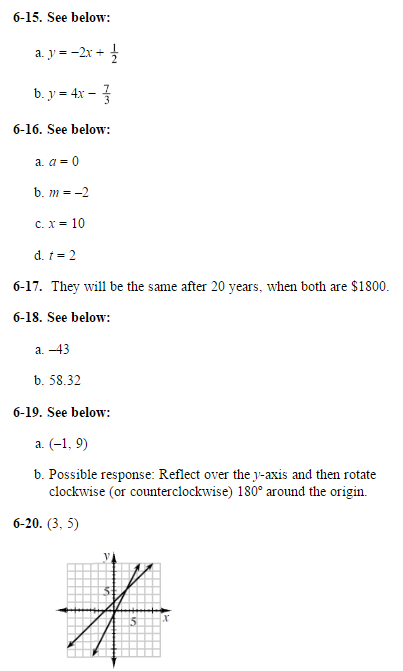 6-15. See below:
a. y = −2x + 1/2
b. y = 4x − 7/3
6-16. See below:
a. a = 0
b. m = −2
c. x = 10
d. t = 2
6-17. They will be the same after 20 years, when both are $1800.
6-18. See below:
a. −43
b. 58.32
6-19. See below:
a. (−1, 9)
b. Possible response: Reflect over the y-axis and then rotate
clockwise (or counterclockwise) 180° around the origin.
6-20. (3, 5)
y
5
5 x